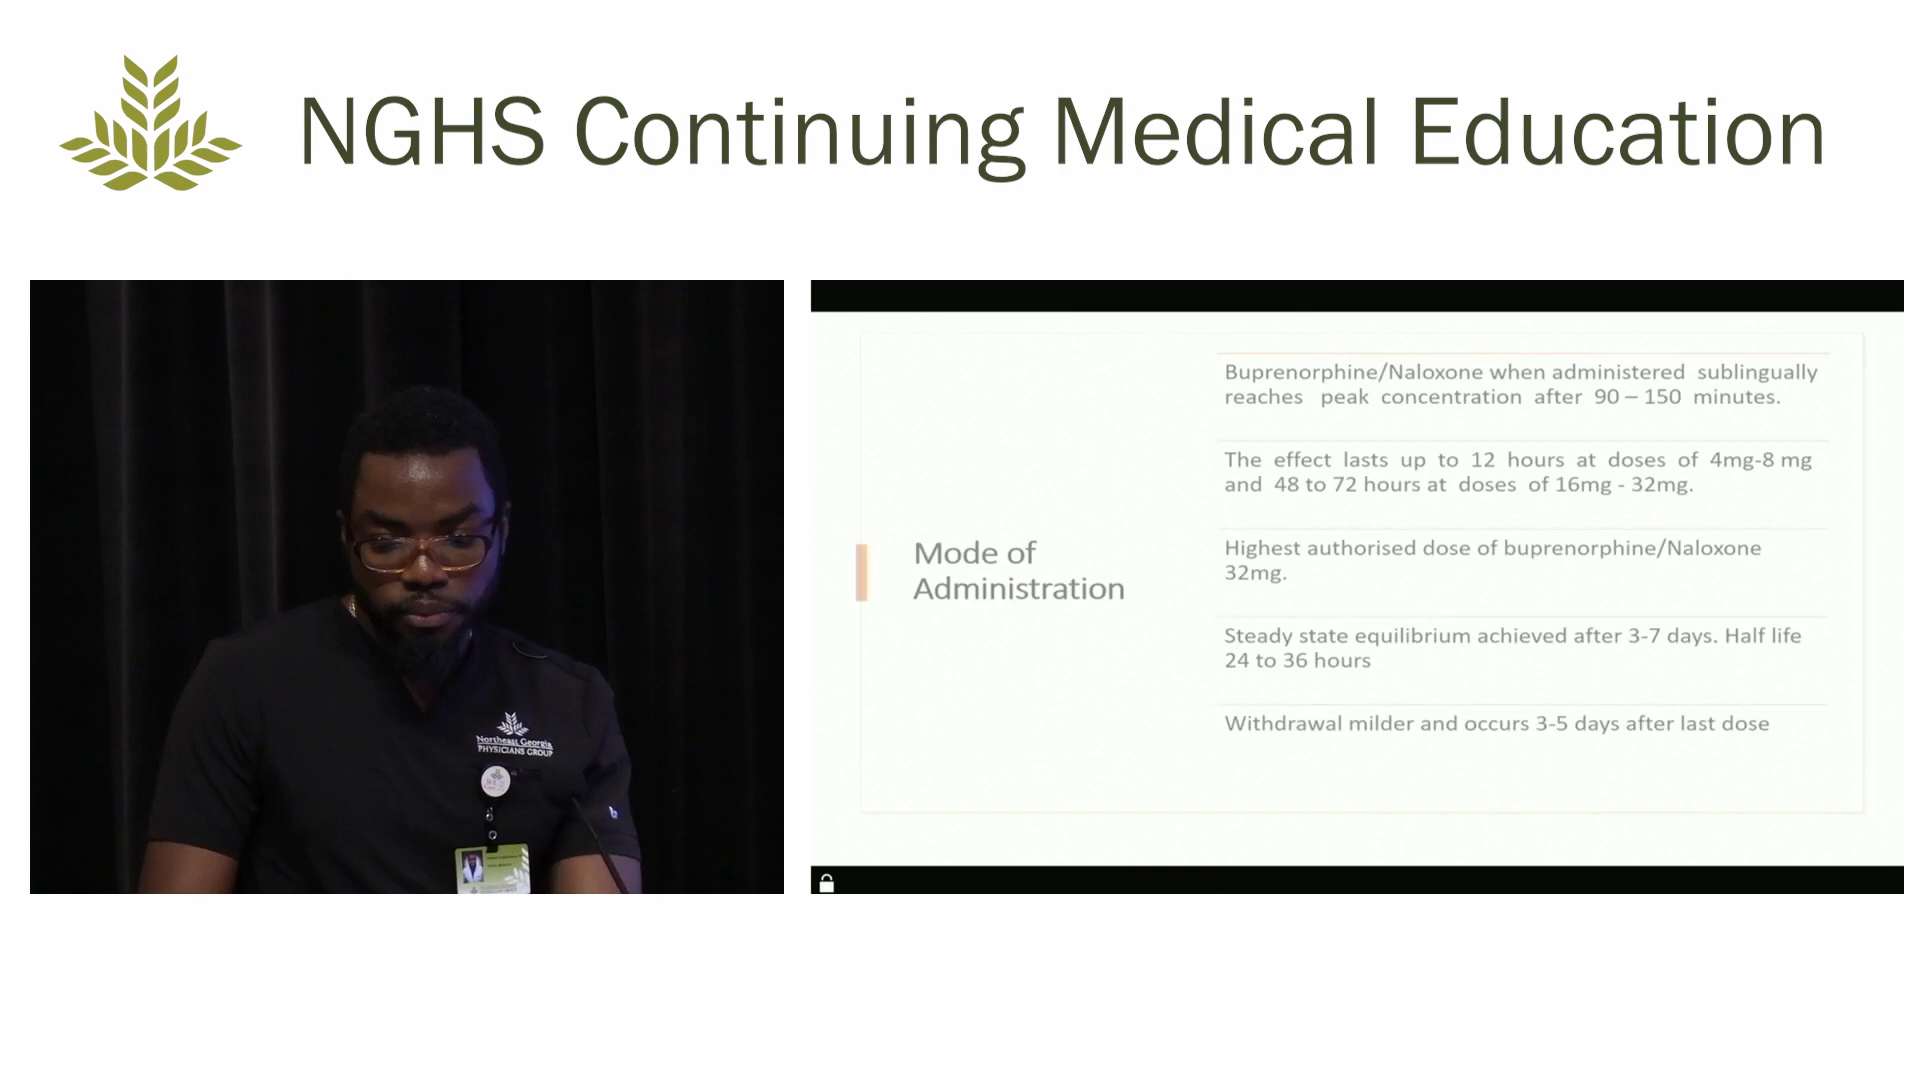 NGHS Continuing Medical Education
Northeast Georgia
PHYSICIANS GROUP
Mode of
Administration
Buprenorphine/Naloxone when administered sublingually
reaches peak concentration after 90 – 150 minutes.
The effect lasts up to 12 hours at doses of 4mg-8 mg
and 48 to 72 hours at doses of 16mg - 32mg.
Highest authorised dose of buprenorphine/Naloxone
32mg.
Steady state equilibrium achieved after 3-7 days. Half life
24 to 36 hours
Withdrawal milder and occurs 3-5 days after last dose